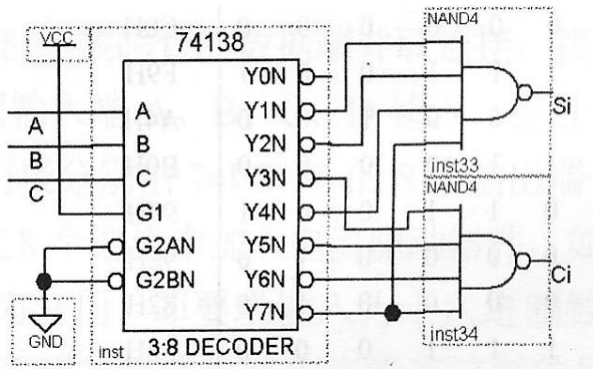 VCC
74138
NAND4
A
B
C
A
B
C
G1
G2AN
G2BN
Y0N
Y1N
Y2N
Y3N
Y4N
Y5N
Y6N
Y7N
Si
inst33
NAND4
Ci
inst34
GND
inst
3:8 DECODER